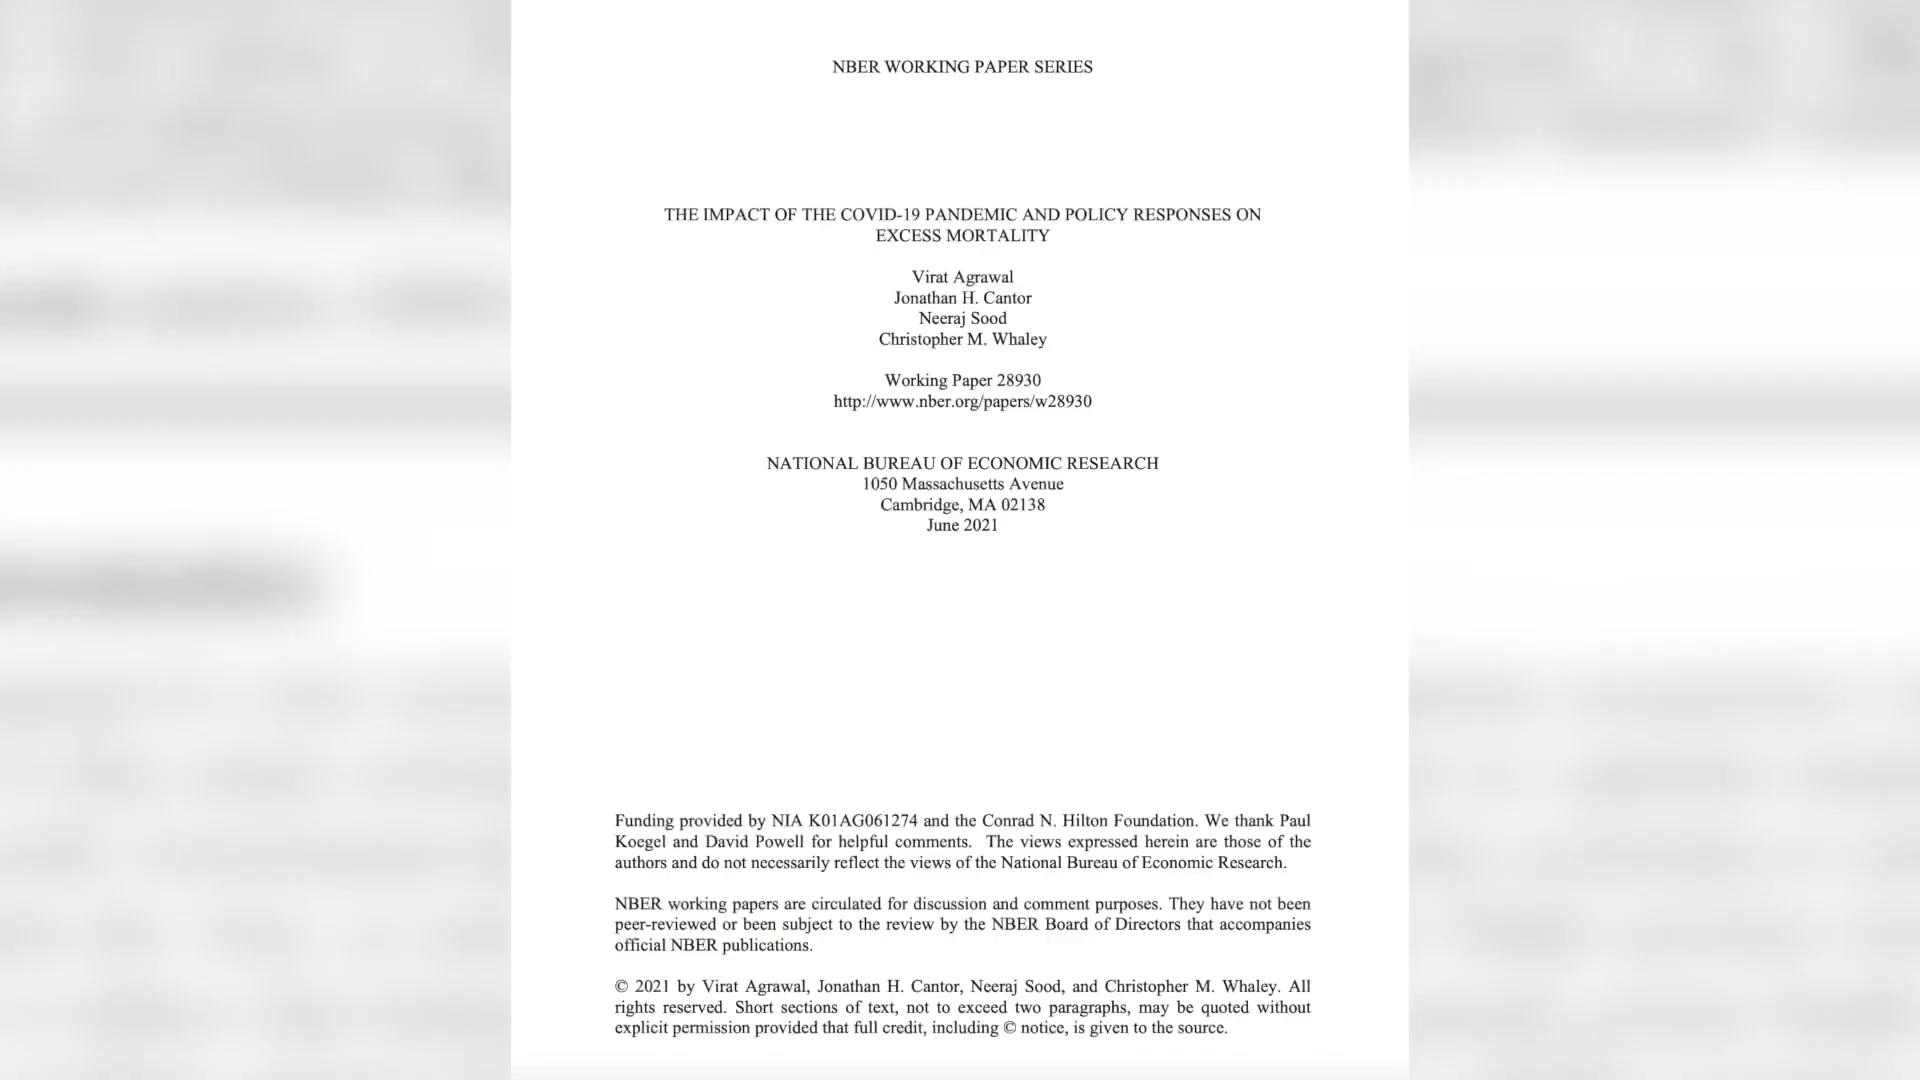 NBER WORKING PAPER SERIES
THE IMPACT OF THE COVID-19 PANDEMIC AND POLICY RESPONSES ON
EXCESS MORTALITY
Virat Agrawal
Jonathan H. Cantor
Neeraj Sood
Christopher M. Whaley
Working Paper 28930
http://www.nber.org/papers/w28930
NATIONAL BUREAU OF ECONOMIC RESEARCH
1050 Massachusetts Avenue
Cambridge, MA 02138
June 2021
Funding provided by NIA K01AG061274 and the Conrad N. Hilton Foundation. We thank Paul
Koegel and David Powell for helpful comments. The views expressed herein are those of the
authors and do not necessarily reflect the views of the National Bureau of Economic Research.
NBER working papers are circulated for discussion and comment purposes. They have not been
peer-reviewed or been subject to the review by the NBER Board of Directors that accompanies
official NBER publications.
© 2021 by Virat Agrawal, Jonathan H. Cantor, Neeraj Sood, and Christopher M. Whaley. All
rights reserved. Short sections of text, not to exceed two paragraphs, may be quoted without
explicit permission provided that full credit, including © notice, is given to the source.